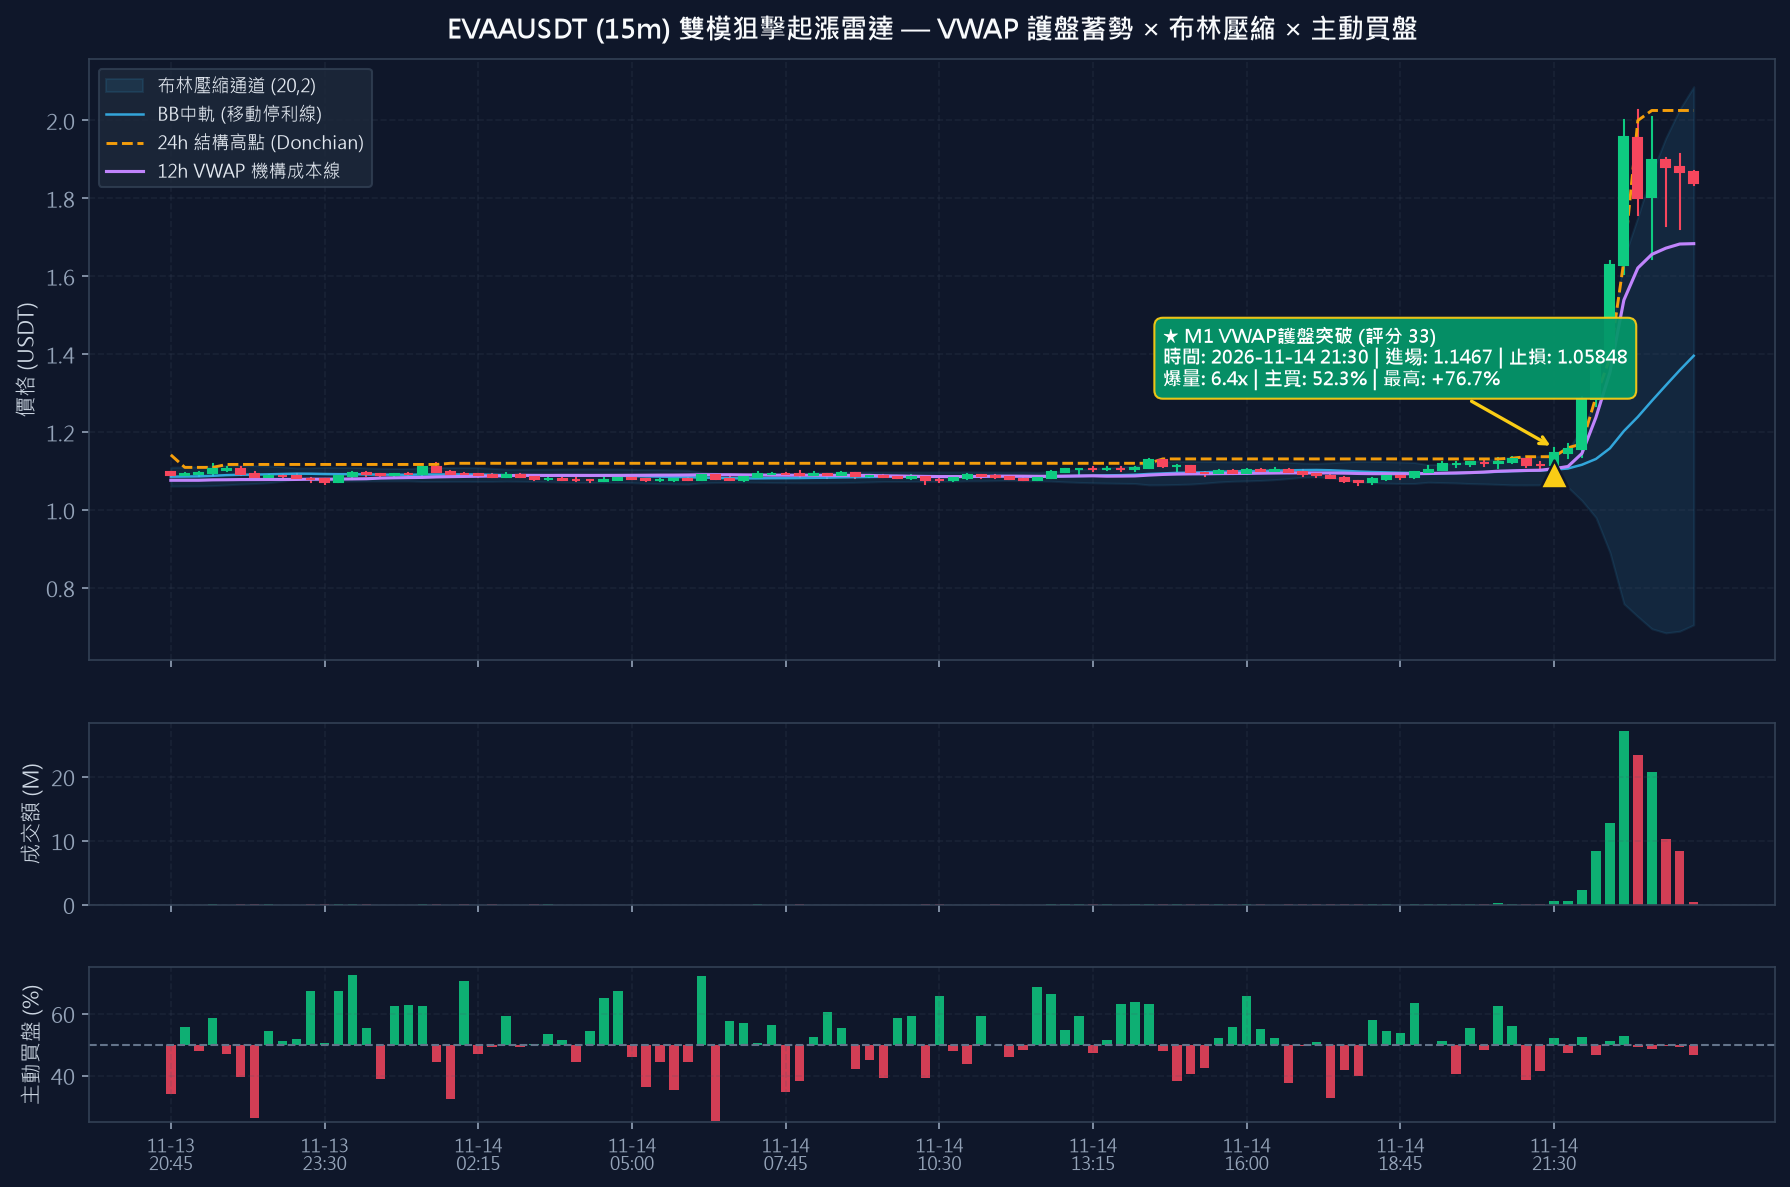 EVAAUSDT (15m) 雙模狙擊起漲雷達 — VWAP 護盤蓄勢 × 布林壓縮 × 主動買盤
布林壓縮通道 (20,2)
BB中軌 (移動停利線)
24h 結構高點 (Donchian)
12h VWAP 機構成本線
價格 (USDT)
2.0
1.8
1.6
1.4
1.2
1.0
0.8
★ M1 VWAP護盤突破 (評分 33)
時間: 2026-11-14 21:30 | 進場: 1.1467 | 止損: 1.05848
爆量: 6.4x | 主買: 52.3% | 最高: +76.7%
成交額 (M)
20
10
0
主動買盤 (%)
60
40
11-13 11-13 11-14 11-14 11-14 11-14 11-14 11-14 11-14 11-14
20:45 23:30 02:15 05:00 07:45 10:30 13:15 16:00 18:45 21:30